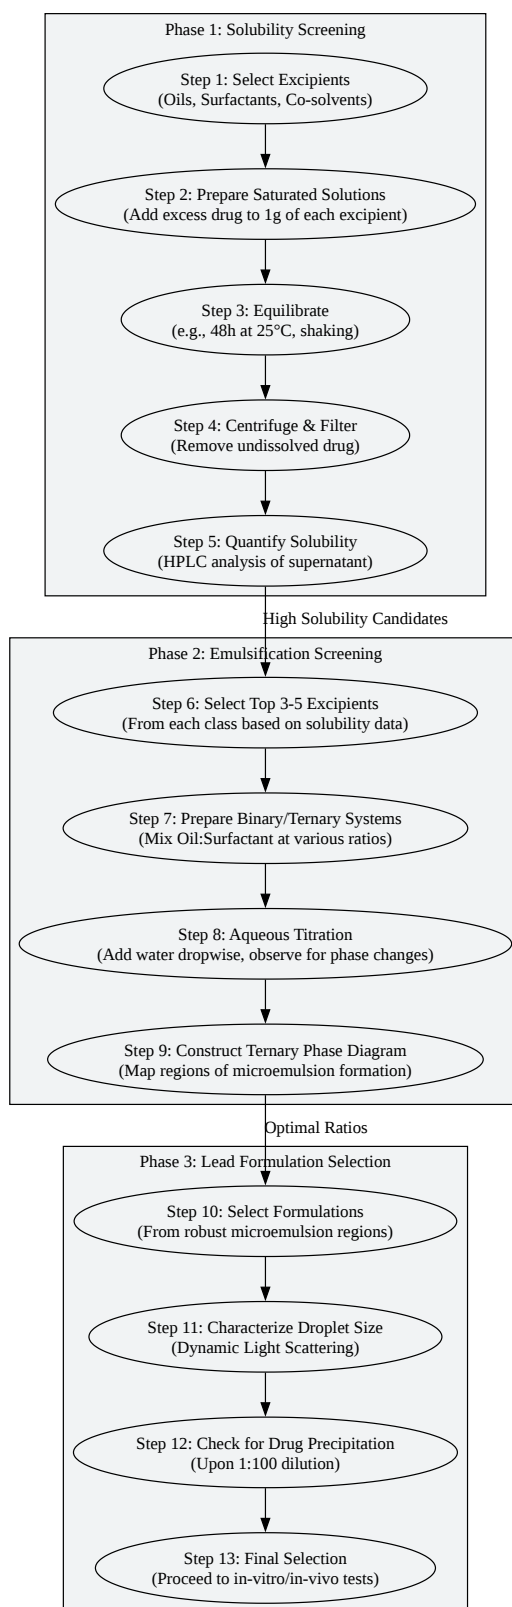 Phase 1: Solubility Screening
Step 1: Select Excipients
(Oils, Surfactants, Co-solvents)
Step 2: Prepare Saturated Solutions
(Add excess drug to 1g of each excipient)
Step 3: Equilibrate
(e.g., 48h at 25°C, shaking)
Step 4: Centrifuge & Filter
(Remove undissolved drug)
Step 5: Quantify Solubility
(HPLC analysis of supernatant)
High Solubility Candidates
Phase 2: Emulsification Screening
Step 6: Select Top 3-5 Excipients
(From each class based on solubility data)
Step 7: Prepare Binary/Ternary Systems
(Mix Oil:Surfactant at various ratios)
Step 8: Aqueous Titration
(Add water dropwise, observe for phase changes)
Step 9: Construct Ternary Phase Diagram
(Map regions of microemulsion formation)
Optimal Ratios
Phase 3: Lead Formulation Selection
Step 10: Select Formulations
(From robust microemulsion regions)
Step 11: Characterize Droplet Size
(Dynamic Light Scattering)
Step 12: Check for Drug Precipitation
(Upon 1:100 dilution)
Step 13: Final Selection
(Proceed to in-vitro/in-vivo tests)